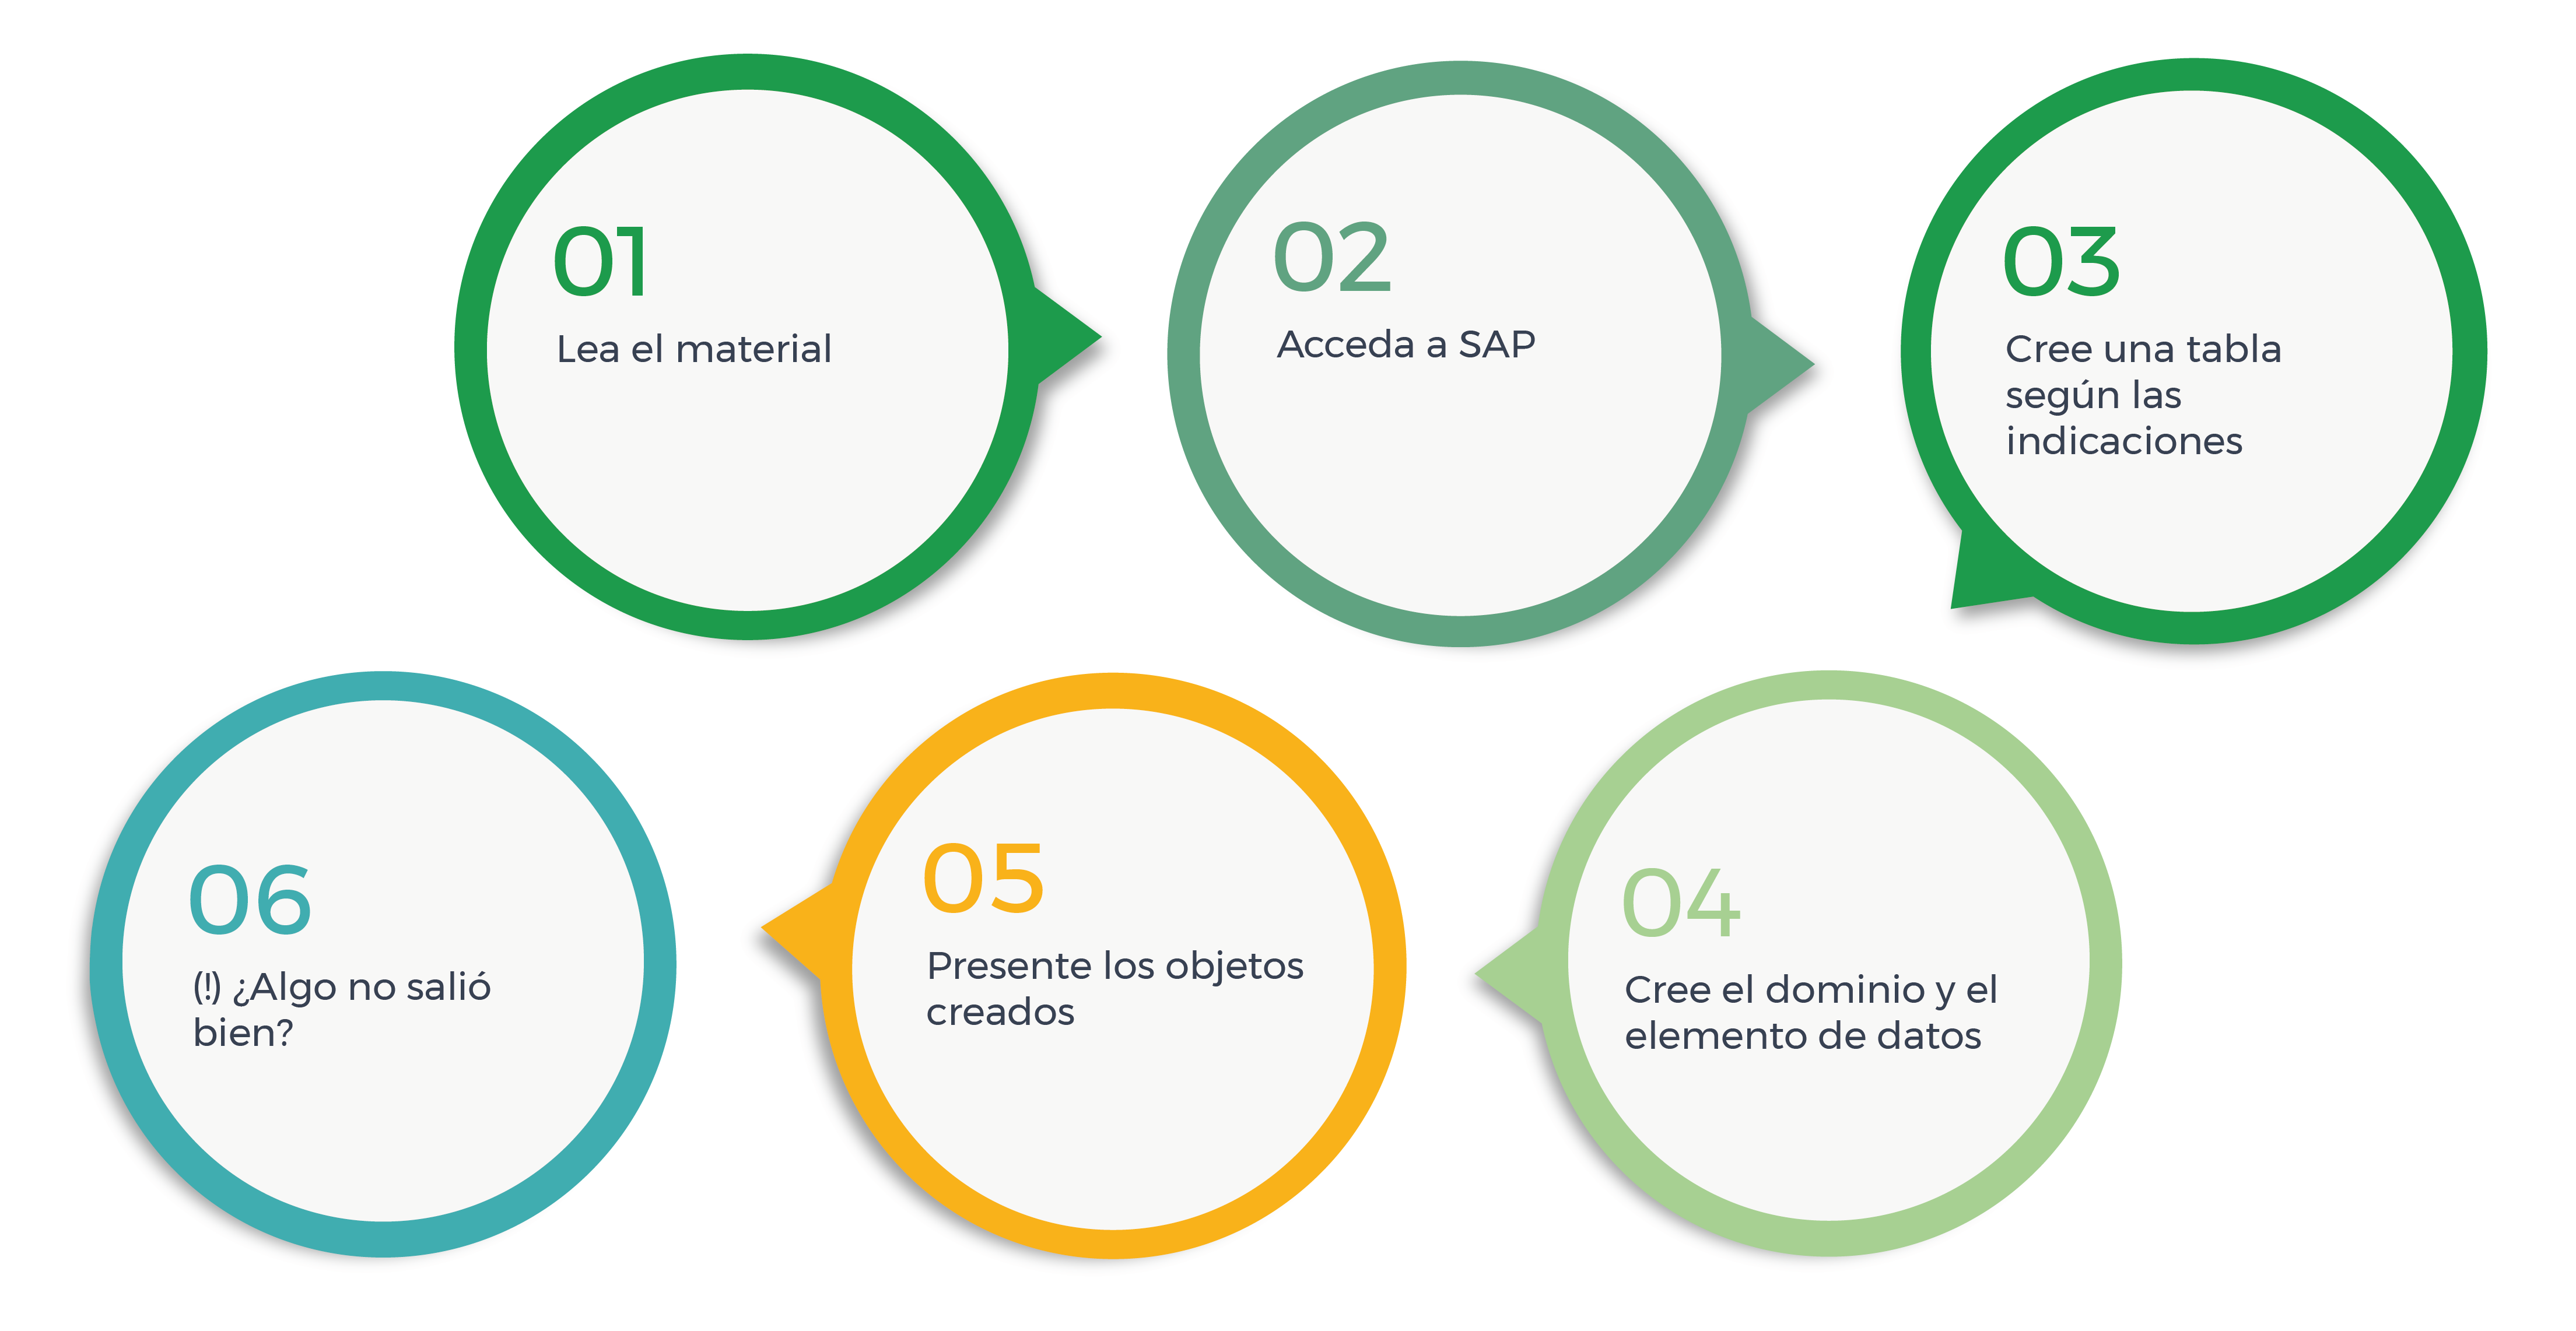 01
Lea el material
02
Acceda a SAP
03
Cree una tabla
según las
indicaciones
04
Cree el dominio y el
elemento de datos
05
Presente los objetos
creados
06
(!) ¿Algo no salió
bien?